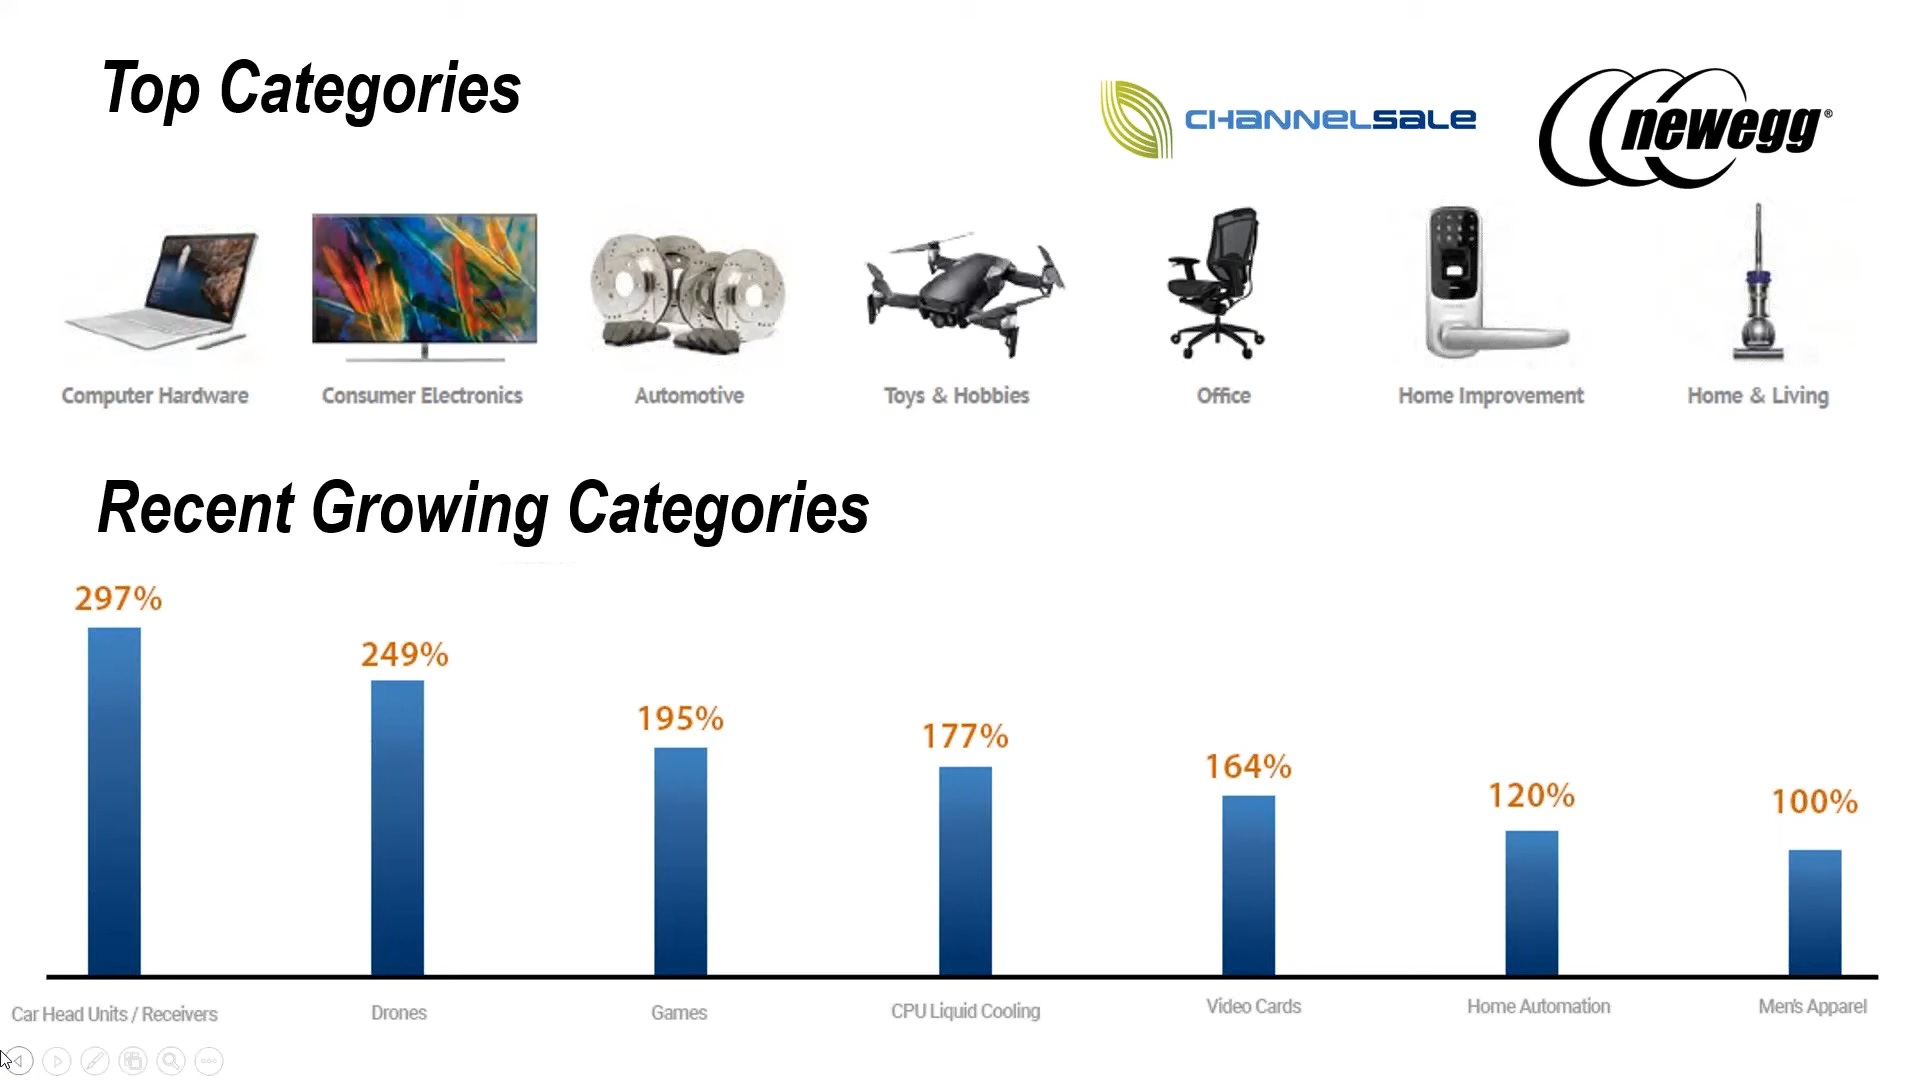 Top Categories
CHANNELSALE
newegg®
Computer Hardware
Consumer Electronics
Automotive
Toys & Hobbies
Office
Home Improvement
Home & Living
Recent Growing Categories
297%
249%
195%
177%
164%
120%
100%
Car Head Units / Receivers
Drones
Games
CPU Liquid Cooling
Video Cards
Home Automation
Men's Apparel